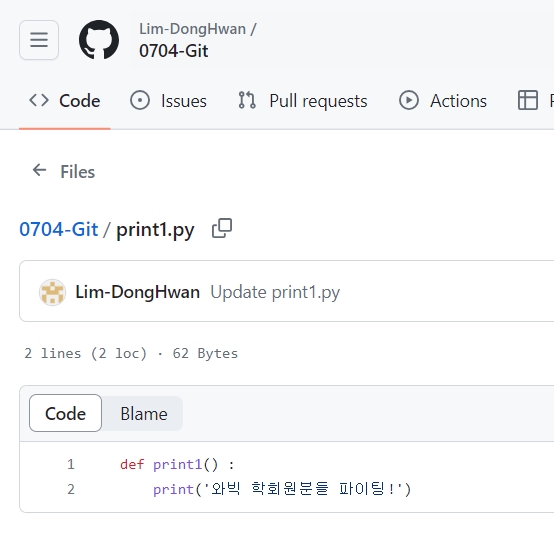 Lim-DongHwan /
0704-Git
Code Issues Pull requests Actions
Files
0704-Git / print1.py
Lim-DongHwan Update print1.py
2 lines (2 loc) · 62 Bytes
Code Blame
1 def print1() :
2 print('와빅 학회원분들 파이팅!')